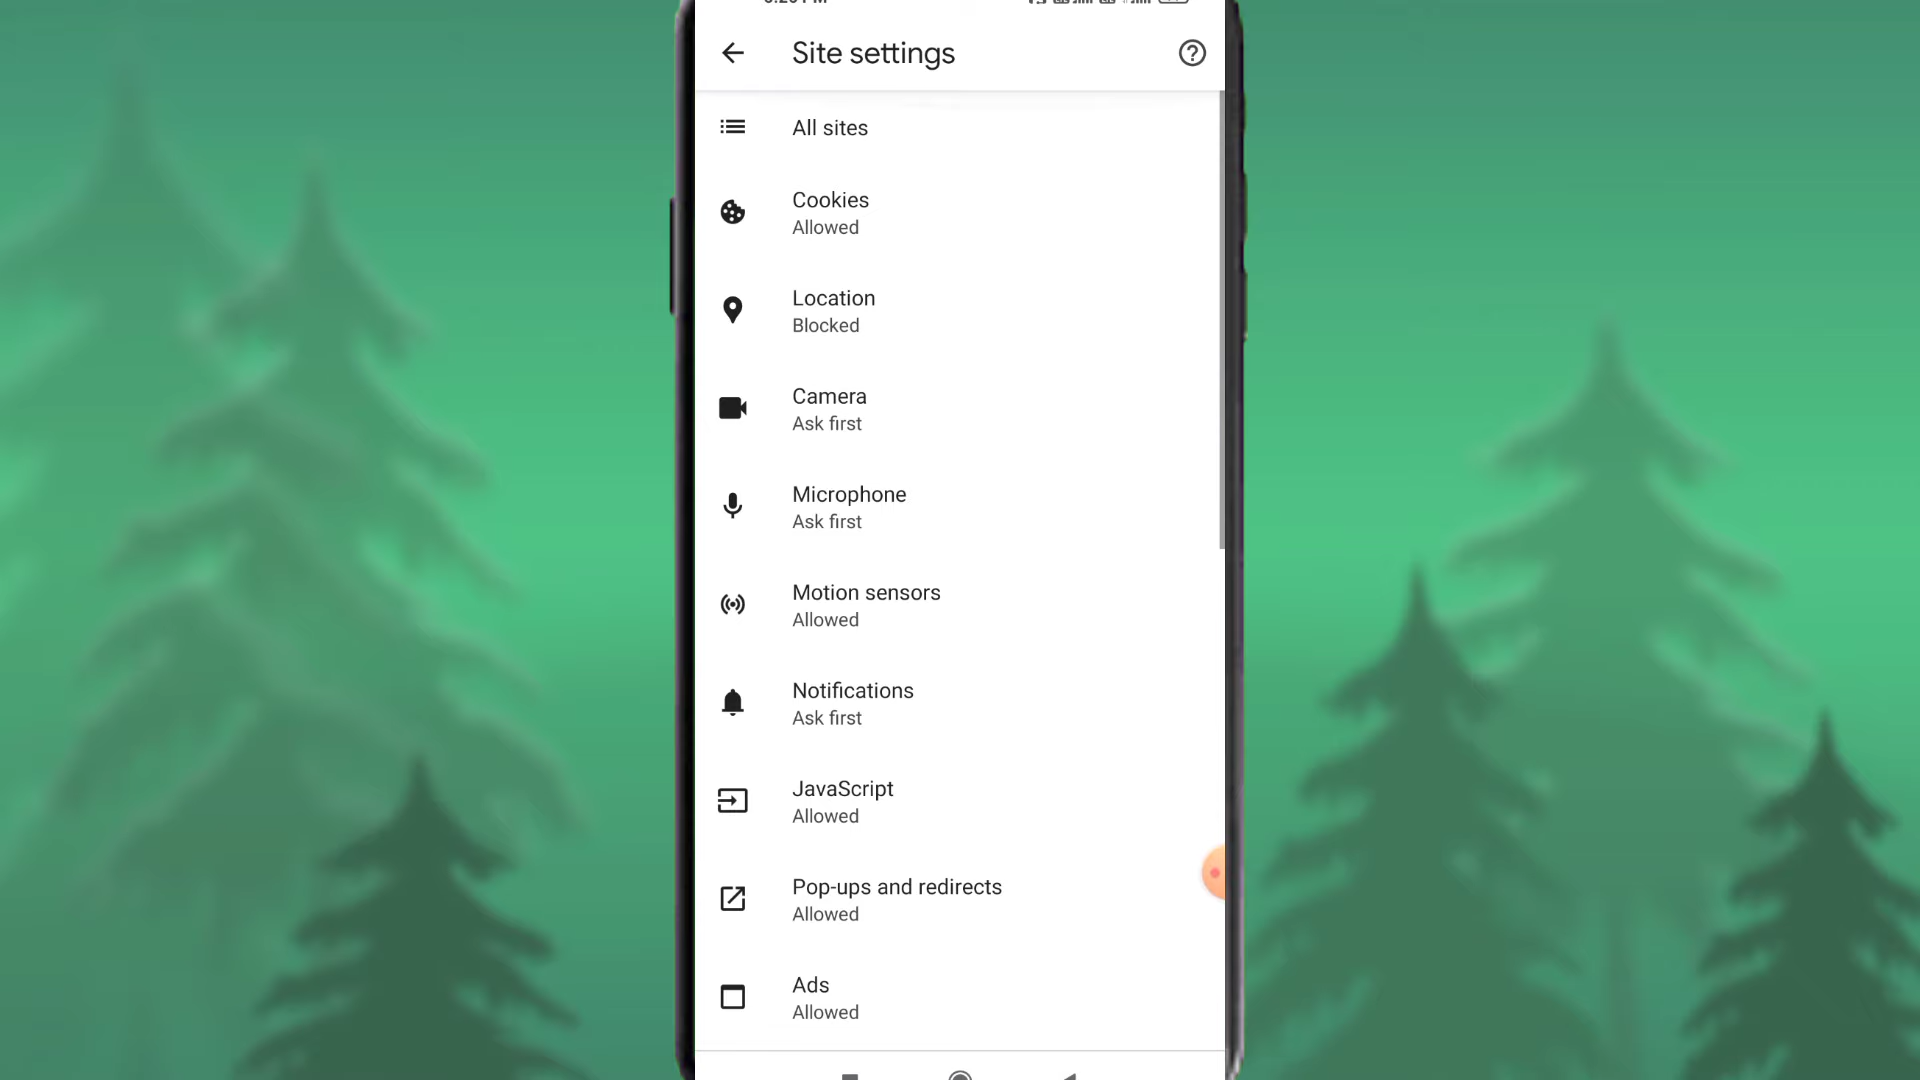 Site settings
All sites
Cookies
Allowed
Location
Blocked
Camera
Ask first
Microphone
Ask first
Motion sensors
Allowed
Notifications
Ask first
JavaScript
Allowed
Pop-ups and redirects
Allowed
Ads
Allowed